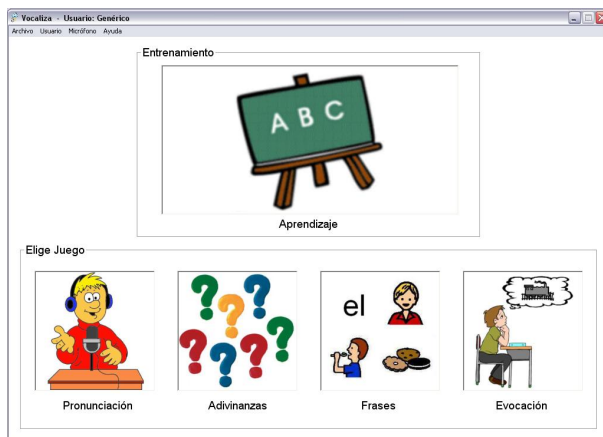 Vocaliza - Usuario: Genérico
Archivo Usuario Micrófono Ayuda
Entrenamiento
A B C
Aprendizaje
Elige Juego
el
Pronunciación Adivinanzas Frases Evocación